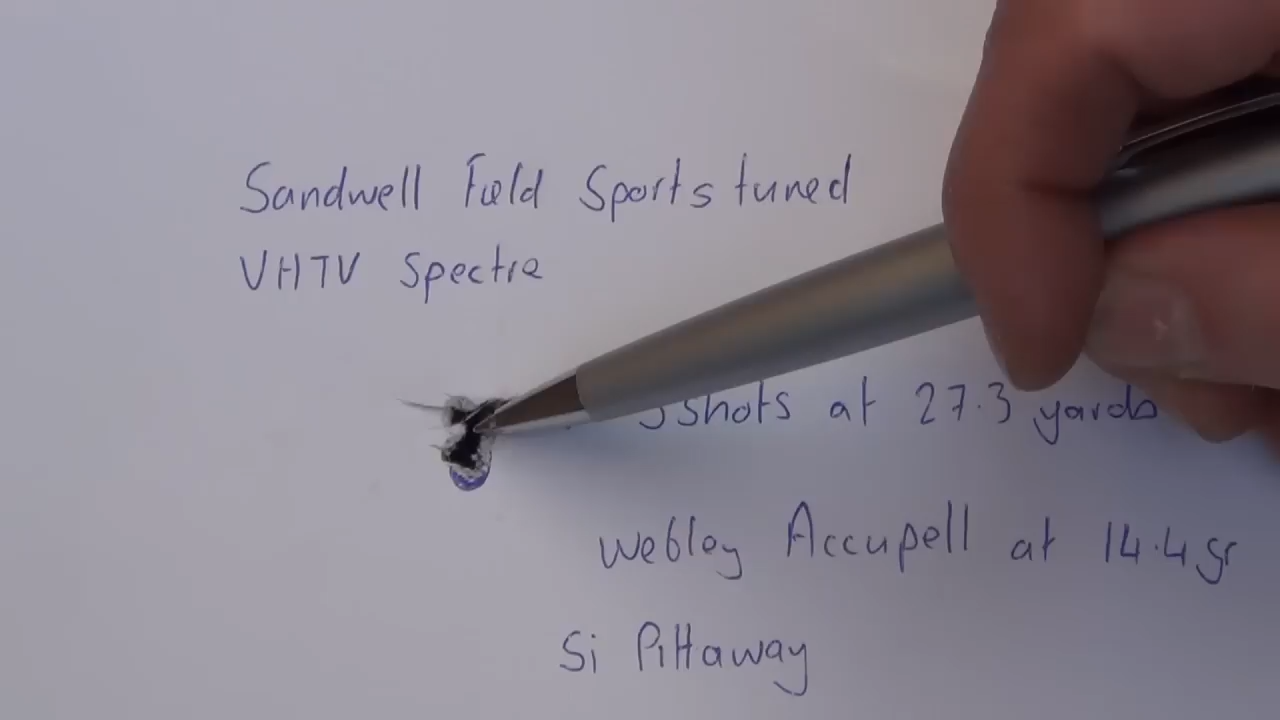 Sandwell Field Sports tuned
VHTV Spectre
shots at 27.3 yards
Webley Accupell at 14.4gr
Si Pittaway